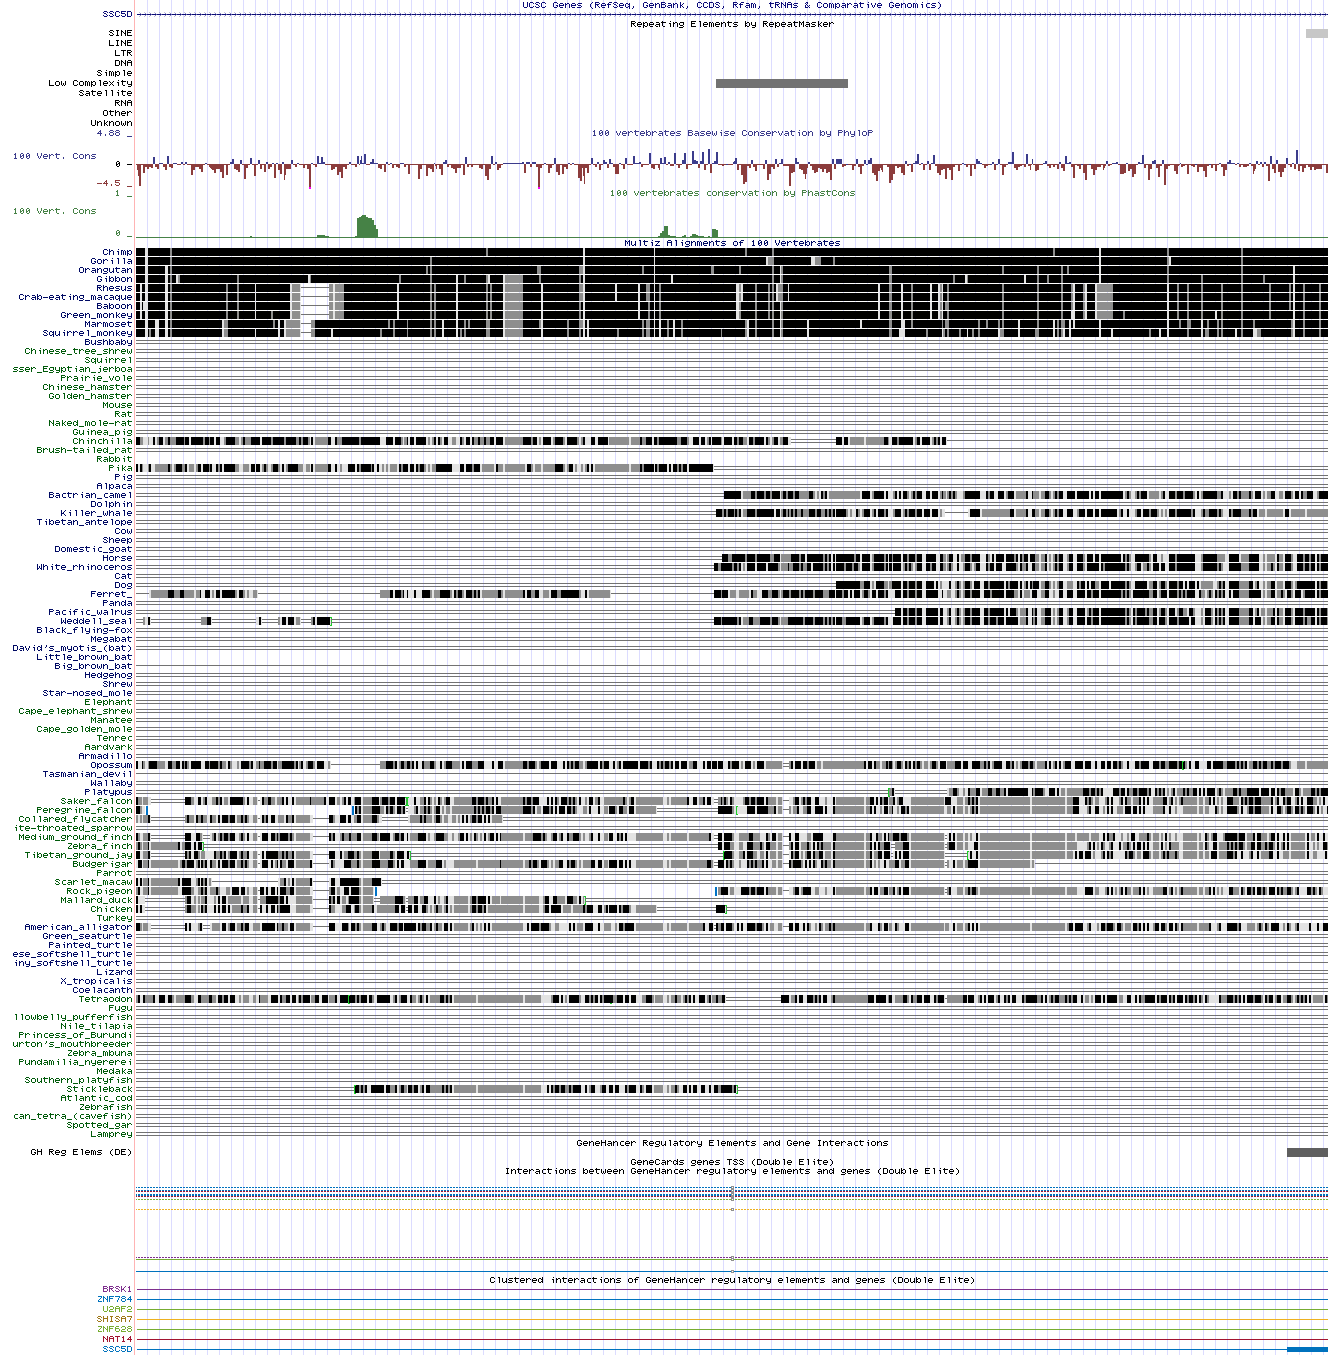 UCSC Genes (RefSeq, GenBank, CCDS, Rfam, tRNAs & Comparative Genomics)
SSC5D
Repeating Elements by RepeatMasker
SINE
LINE
LTR
DNA
Simple
Low Complexity
Satellite
RNA
Other
Unknown
4.88 _
100 vertebrates Basewise Conservation by PhyloP
100 Vert. Cons
0 _
-4.5 _
1 _
100 vertebrates conservation by PhastCons
100 Vert. Cons
0 _
Multiz Alignments of 100 Vertebrates
Chimp
Gorilla
Orangutan
Gibbon
Rhesus
Crab-eating_macaque
Baboon
Green_monkey
Marmoset
Squirrel_monkey
Bushbaby
Chinese_tree_shrew
Squirrel
sser_Egyptian_jerboa
Prairie_vole
Chinese_hamster
Golden_hamster
Mouse
Rat
Naked_mole-rat
Guinea_pig
Chinchilla
Brush-tailed_rat
Rabbit
Pika
Pig
Alpaca
Bactrian_camel
Dolphin
Killer_whale
Tibetan_antelope
Cow
Sheep
Domestic_goat
Horse
White_rhinoceros
Cat
Dog
Ferret_
Panda
Pacific_walrus
Weddell_seal
Black_flying-fox
Megabat
David's_myotis_(bat)
Little_brown_bat
Big_brown_bat
Hedgehog
Shrew
Star-nosed_mole
Elephant
Cape_elephant_shrew
Manatee
Cape_golden_mole
Tenrec
Aardvark
Armadillo
Opossum
Tasmanian_devil
Wallaby
Platypus
Saker_falcon
Peregrine_falcon
Collared_flycatcher
ite-throated_sparrow
Medium_ground_finch
Zebra_finch
Tibetan_ground_jay
Budgerigar
Parrot
Scarlet_macaw
Rock_pigeon
Mallard_duck
Chicken
Turkey
American_alligator
Green_seaturtle
Painted_turtle
ese_softshell_turtle
iny_softshell_turtle
Lizard
X_tropicalis
Coelacanth
Tetraodon
Fugu
llowbelly_pufferfish
Nile_tilapia
Princess_of_Burundi
urton's_mouthbreeder
Zebra_mbuna
Pundamilia_nyererei
Medaka
Southern_platyfish
Stickleback
Atlantic_cod
Zebrafish
can_tetra_(cavefish)
Spotted_gar
Lamprey
GeneHancer Regulatory Elements and Gene Interactions
GH Reg Elems (DE)
GeneCards genes TSS (Double Elite)
Interactions between GeneHancer regulatory elements and genes (Double Elite)
Clustered interactions of GeneHancer regulatory elements and genes (Double Elite)
BRSK1
ZNF784
U2AF2
SHISA7
ZNF628
NAT14
SSC5D